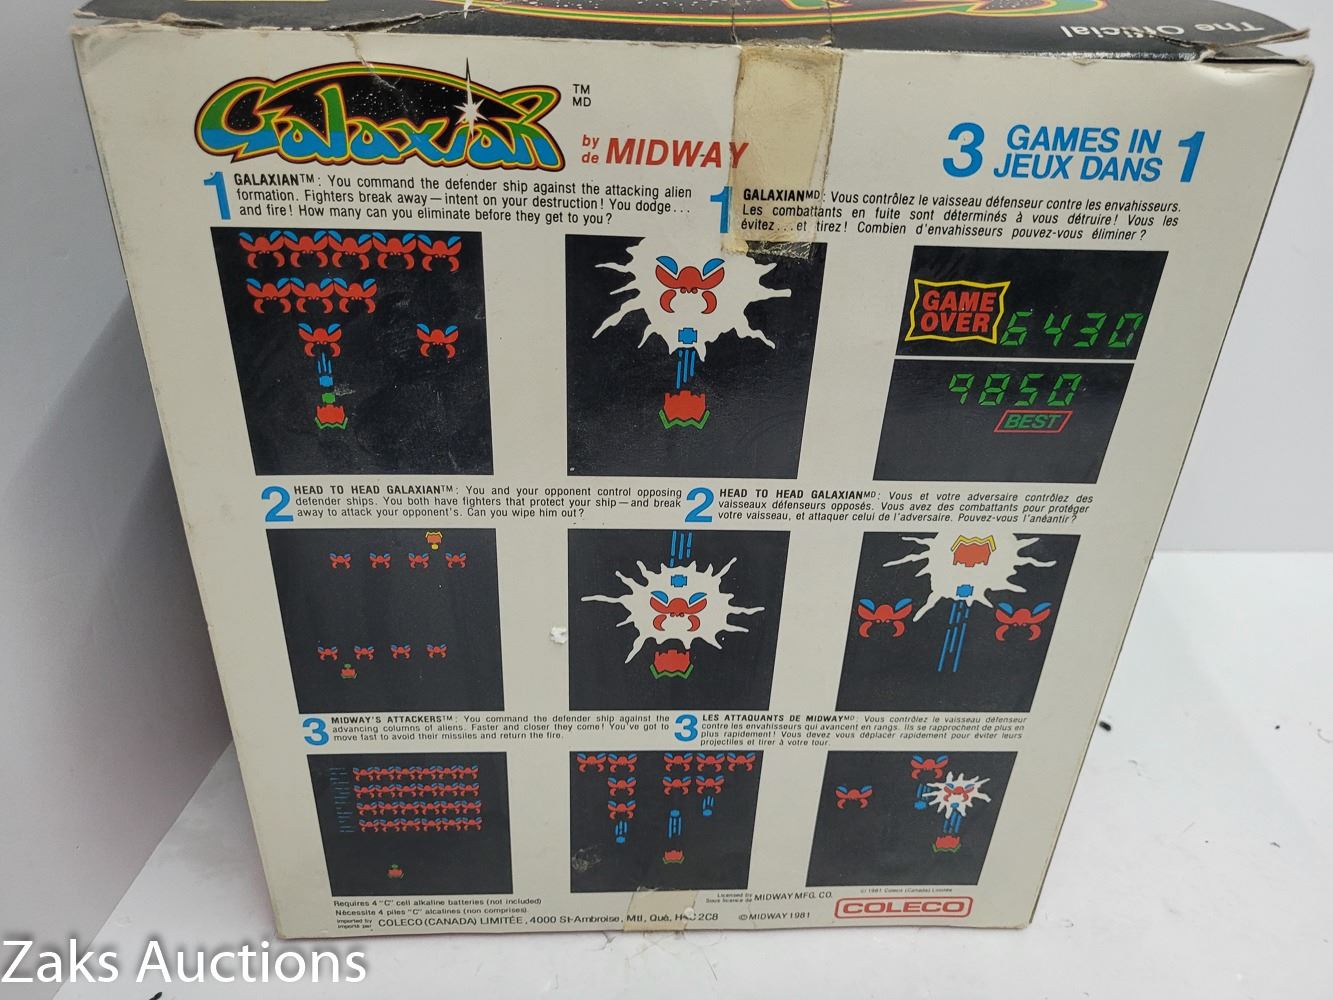 The Official
Galaxian TM
MD
by
de MIDWAY
3 GAMES IN 1
JEUX DANS
1 GALAXIAN™: You command the defender ship against the attacking alien
formation. Fighters break away—intent on your destruction! You dodge...
and fire! How many can you eliminate before they get to you?
1 GALAXIANMD: Vous contrôlez le vaisseau défenseur contre les envahisseurs.
Les combattants en fuite sont déterminés à vous détruire! Vous les
évitez...et tirez! Combien d'envahisseurs pouvez-vous éliminer?
GAME
OVER 6430
9850
BEST
2 HEAD TO HEAD GALAXIAN™: You and your opponent control opposing
defender ships. You both have fighters that protect your ship—and break
away to attack your opponent's. Can you wipe him out?
2 HEAD TO HEAD GALAXIANMD: Vous et votre adversaire contrôlez des
vaisseaux défenseurs opposés. Vous avez des combattants pour protéger
votre vaisseau, et attaquer celui de l'adversaire. Pouvez-vous l'anéantir?
3 MIDWAY'S ATTACKERS™: You command the defender ship against the
advancing columns of aliens. Faster and closer they come! You've got to
move fast to avoid their missiles and return the fire.
3 LES ATTAQUANTS DE MIDWAYMD: Vous contrôlez le vaisseau défenseur
contre les envahisseurs qui avancent en rangs. Ils se rapprochent de plus en
plus rapidement! Vous devez vous déplacer rapidement pour éviter leurs
projectiles et tirer à votre tour.
Requires 4 "C" cell alkaline batteries (not included)
Nécessite 4 piles "C" alcalines (non comprises).
Imported by
Importé par COLECO (CANADA) LIMITÉE, 4000 St-Ambroise, Mtl, Qué, H4C 2C8
Licensed by
Sous licence de MIDWAY MFG. CO.
© MIDWAY 1981
© 1981 Coleco (Canada) Limitée
COLECO
Zaks Auctions